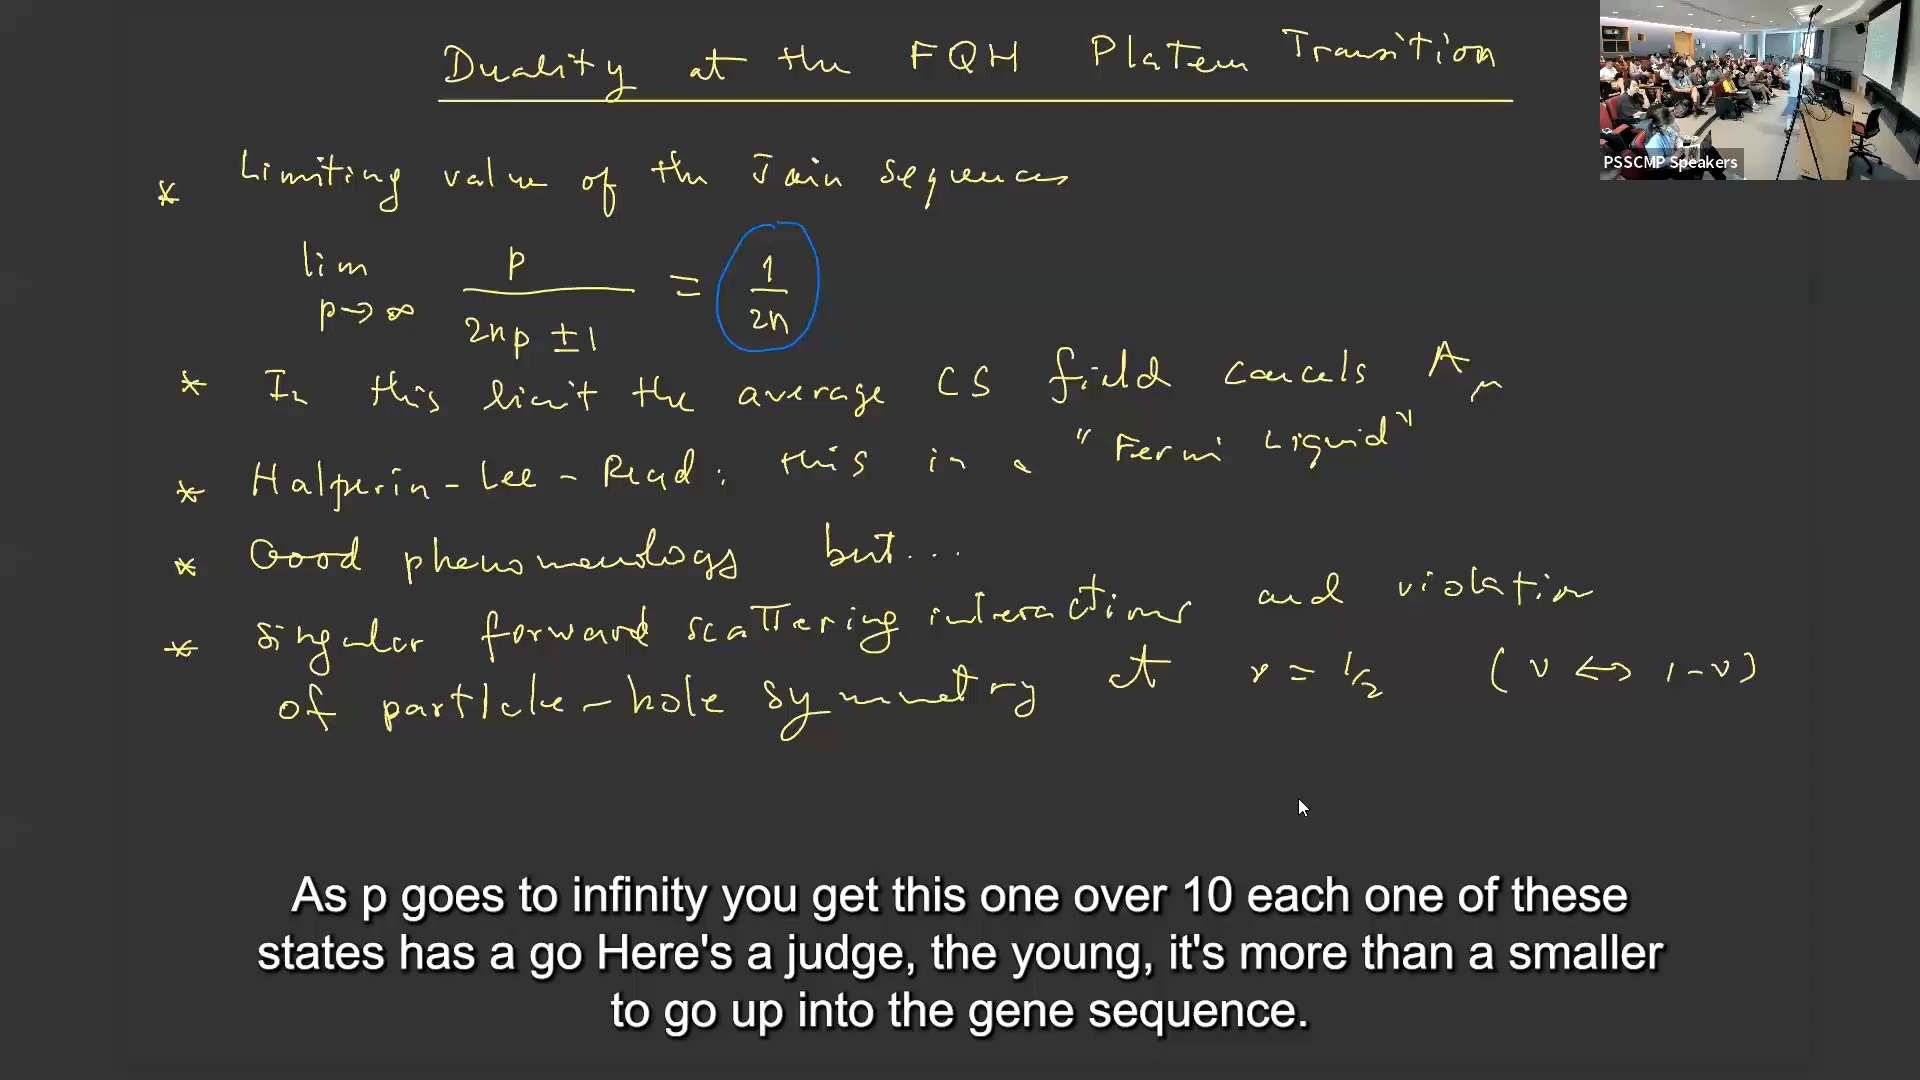 Duality at the FQH Plateau Transition
PSSCMP Speakers
* Limiting value of the Jain sequences
lim p→∞ p / (2np ± 1) = 1 / 2n
* In this limit the average CS field cancels Aμ
* Halperin-Lee-Read: this is a "Fermi Liquid"
* Good phenomenology but...
* Singular forward scattering interactions and violation
of particle-hole symmetry at ν = 1/2 (ν ⟷ 1-ν)
As p goes to infinity you get this one over 10 each one of these
states has a go Here's a judge, the young, it's more than a smaller
to go up into the gene sequence.